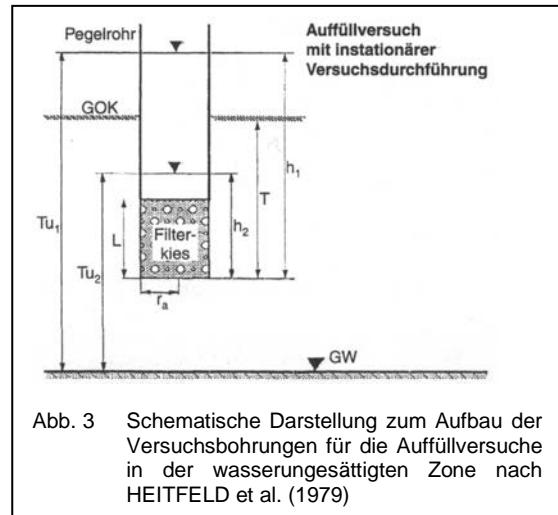 Pegelrohr
Auffüllversuch
mit instationärer
Versuchsdurchführung
GOK
h₁
T
Tu₁
L
Filter-
kies
h₂
Tu₂
rₐ
GW
Abb. 3 Schematische Darstellung zum Aufbau der
Versuchsbohrungen für die Auffüllversuche
in der wasserungesättigten Zone nach
HEITFELD et al. (1979)